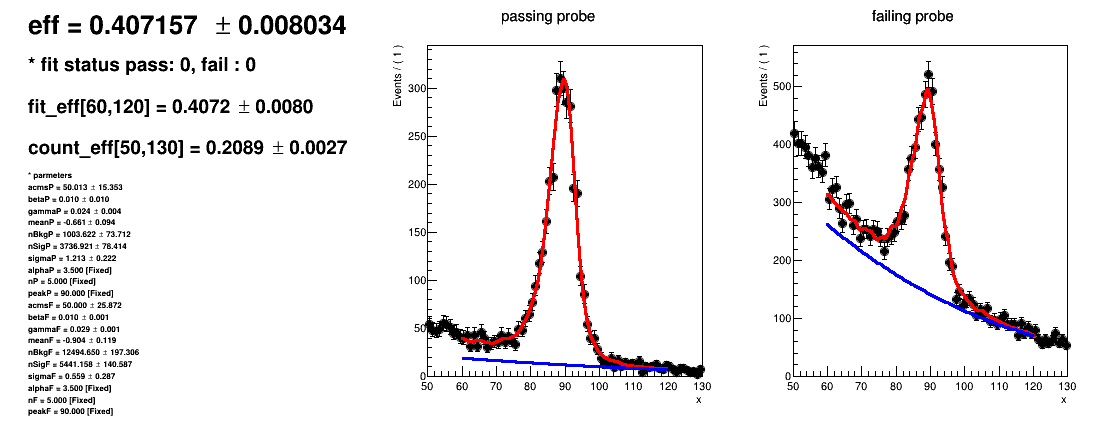 eff = 0.407157 ± 0.008034
* fit status pass: 0, fail : 0
fit_eff[60,120] = 0.4072 ± 0.0080
count_eff[50,130] = 0.2089 ± 0.0027
* parmeters
acmsP = 50.013 ± 15.353
betaP = 0.010 ± 0.010
gammaP = 0.024 ± 0.004
meanP = -0.661 ± 0.094
nBkgP = 1003.622 ± 73.712
nSigP = 3736.921 ± 78.414
sigmaP = 1.213 ± 0.222
alphaP = 3.500 [Fixed]
nP = 5.000 [Fixed]
peakP = 90.000 [Fixed]
acmsF = 50.000 ± 25.872
betaF = 0.010 ± 0.001
gammaF = 0.029 ± 0.001
meanF = -0.904 ± 0.119
nBkgF = 12494.650 ± 197.306
nSigF = 5441.158 ± 140.587
sigmaF = 0.559 ± 0.287
alphaF = 3.500 [Fixed]
nF = 5.000 [Fixed]
peakF = 90.000 [Fixed]
passing probe
Events / ( 1 )
300
250
200
150
100
50
0
50 60 70 80 90 100 110 120 130
x
failing probe
Events / ( 1 )
500
400
300
200
100
0
50 60 70 80 90 100 110 120 130
x